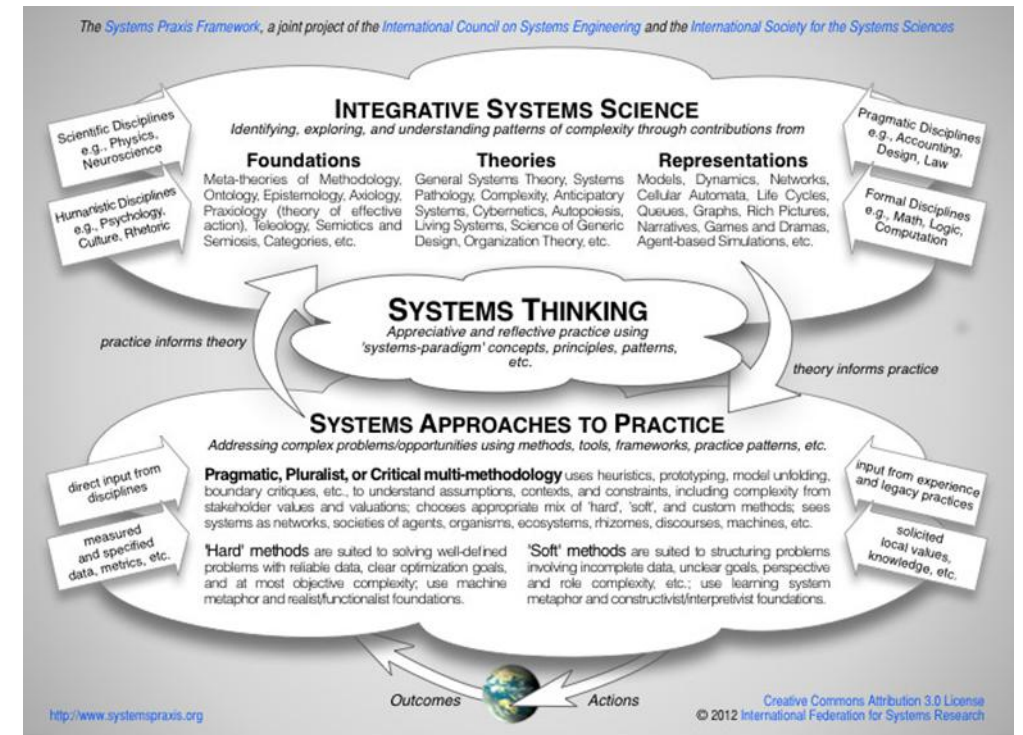 The Systems Praxis Framework, a joint project of the International Council on Systems Engineering and the International Society for the Systems Sciences
INTEGRATIVE SYSTEMS SCIENCE
Identifying, exploring, and understanding patterns of complexity through contributions from
Scientific Disciplines
e.g., Physics,
Neuroscience
Humanistic Disciplines
e.g., Psychology,
Culture, Rhetoric
Foundations
Meta-theories of Methodology,
Ontology, Epistemology, Axiology,
Praxiology (theory of effective
action), Teleology, Semiotics and
Semiosis, Categories, etc.
Theories
General Systems Theory, Systems
Pathology, Complexity, Anticipatory
Systems, Cybernetics, Autopoiesis,
Living Systems, Science of Generic
Design, Organization Theory, etc.
Representations
Models, Dynamics, Networks,
Cellular Automata, Life Cycles,
Queues, Graphs, Rich Pictures,
Narratives, Games and Dramas,
Agent-based Simulations, etc.
Pragmatic Disciplines
e.g., Accounting,
Design, Law
Formal Disciplines
e.g., Math, Logic,
Computation
SYSTEMS THINKING
Appreciative and reflective practice using
'systems-paradigm' concepts, principles, patterns,
etc.
practice informs theory
theory informs practice
SYSTEMS APPROACHES TO PRACTICE
Addressing complex problems/opportunities using methods, tools, frameworks, practice patterns, etc.
direct input from
disciplines
measured
and specified
data, metrics, etc.
Pragmatic, Pluralist, or Critical multi-methodology uses heuristics, prototyping, model unfolding,
boundary critiques, etc., to understand assumptions, contexts, and constraints, including complexity from
stakeholder values and valuations; chooses appropriate mix of 'hard', 'soft', and custom methods; sees
systems as networks, societies of agents, organisms, ecosystems, rhizomes, discourses, machines, etc.
'Hard' methods are suited to solving well-defined
problems with reliable data, clear optimization goals,
and at most objective complexity; use machine
metaphor and realist/functionalist foundations.
'Soft' methods are suited to structuring problems
involving incomplete data, unclear goals, perspective
and role complexity, etc.; use learning system
metaphor and constructivist/interpretivist foundations.
input from experience
and legacy practices
solicited
local values,
knowledge, etc.
Outcomes
Actions
http://www.systemspraxis.org
Creative Commons Attribution 3.0 License
© 2012 International Federation for Systems Research